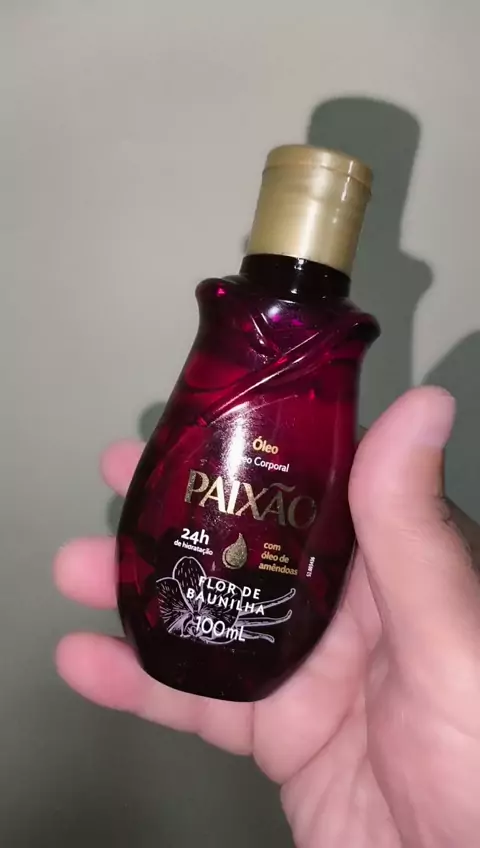 Óleo
Corporal
PAIXÃO
24h
de hidratação
com
óleo de
amêndoas
FLOR DE
BAUNILHA
100mL